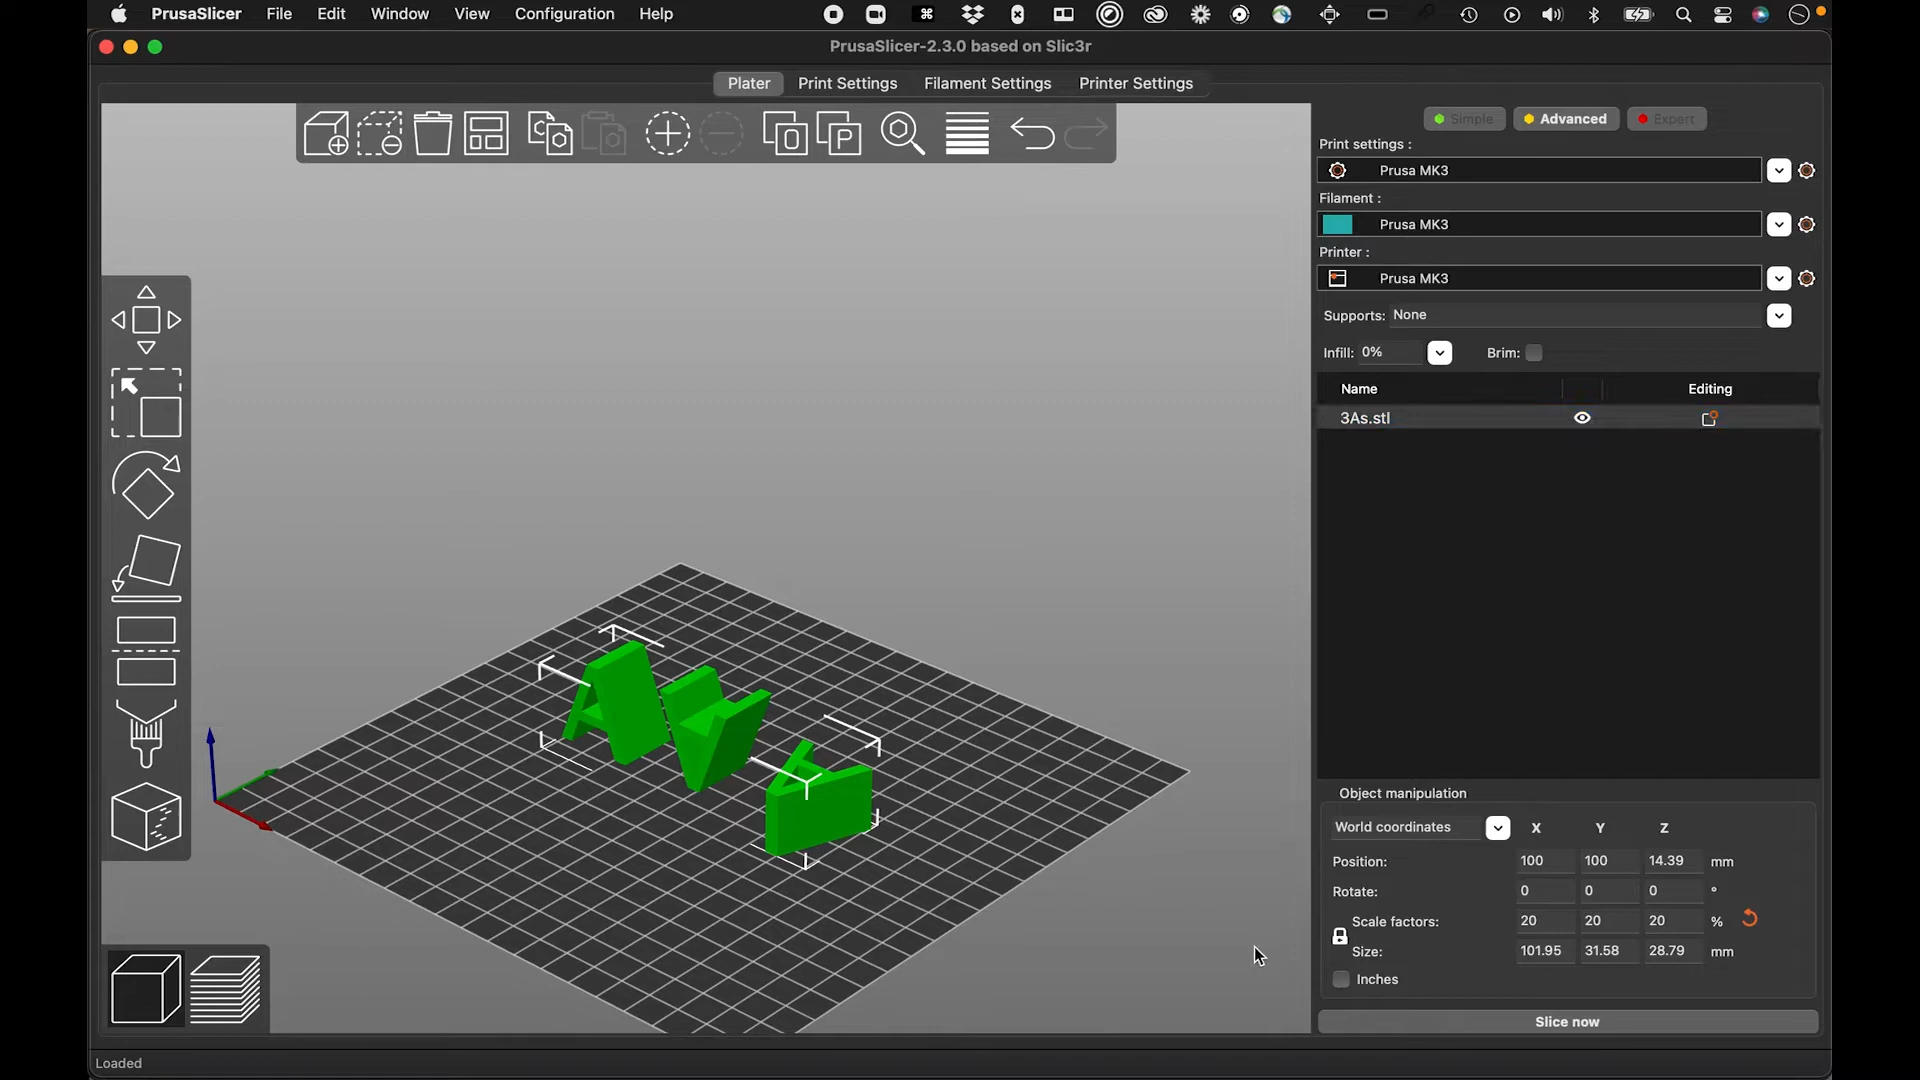 PrusaSlicer File Edit Window View Configuration Help
PrusaSlicer-2.3.0 based on Slic3r
Plater Print Settings Filament Settings Printer Settings
Simple Advanced Expert
Print settings :
Prusa MK3
Filament :
Prusa MK3
Printer :
Prusa MK3
Supports: None
Infill: 0% Brim:
Name Editing
3As.stl
Object manipulation
World coordinates X Y Z
Position: 100 100 14.39 mm
Rotate: 0 0 0 °
Scale factors: 20 20 20 %
Size: 101.95 31.58 28.79 mm
Inches
Slice now
Loaded